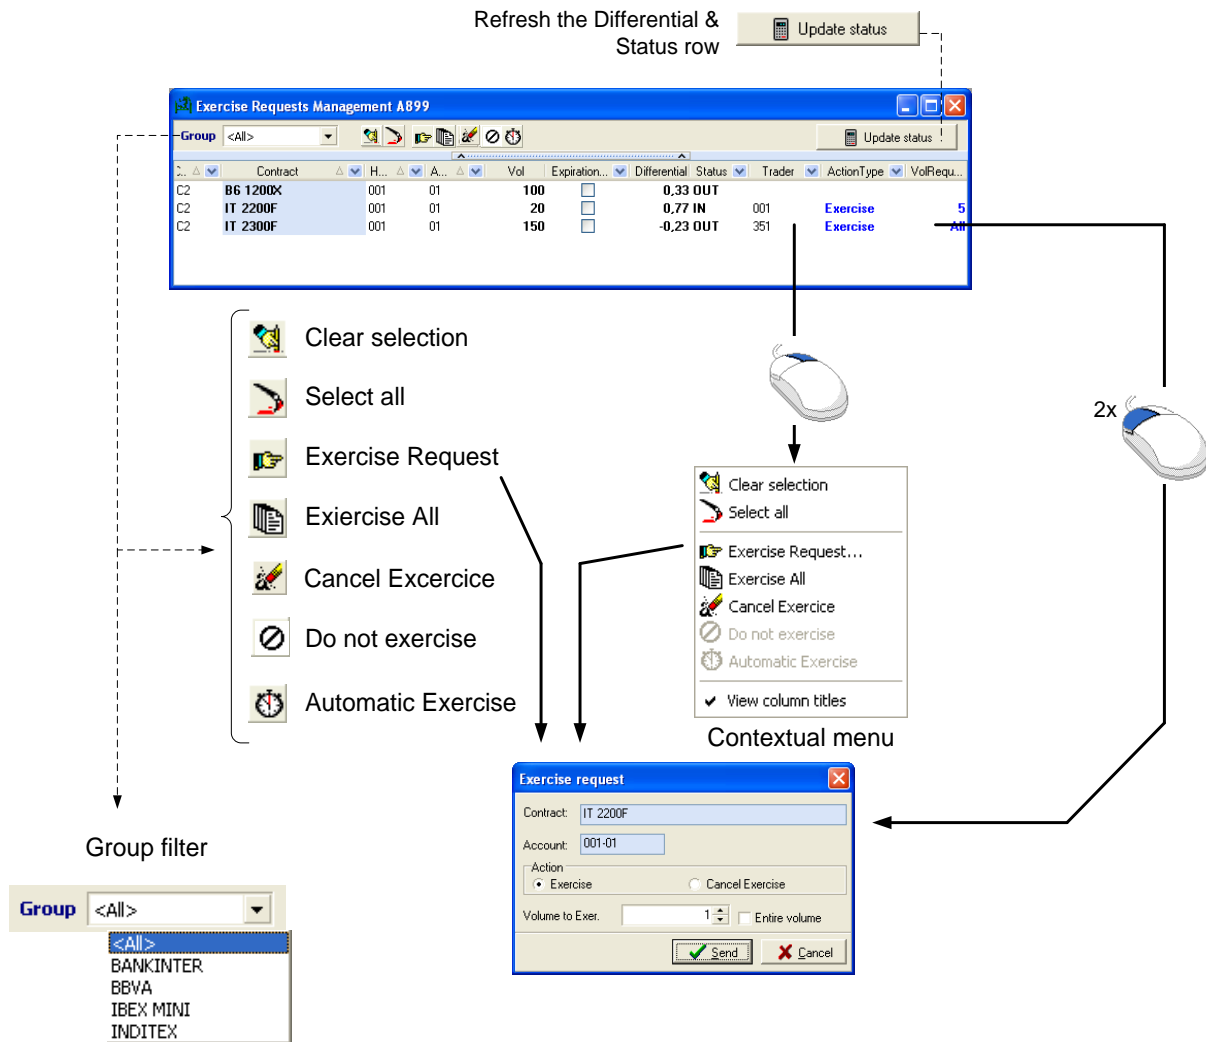 Refresh the Differential &
Status row
Update status
Exercise Requests Management A899
Group <All> Update status
C.. Contract H... A... Vol Expiration... Differential Status Trader ActionType VolRequ...
C2 B6 1200X 001 01 100 0,33 OUT
C2 IT 2200F 001 01 20 0,77 IN 001 Exercise 5
C2 IT 2300F 001 01 150 -0,23 OUT 351 Exercise All
Clear selection
Select all
Exercise Request
Exiercise All
Cancel Excercice
Do not exercise
Automatic Exercise
2x
Clear selection
Select all
Exercise Request...
Exercise All
Cancel Exercice
Do not exercise
Automatic Exercise
View column titles
Contextual menu
Exercise request
Contract: IT 2200F
Account: 001-01
Action
Exercise Cancel Exercise
Volume to Exer. 1 Entire volume
Send Cancel
Group filter
Group <All>
<All>
BANKINTER
BBVA
IBEX MINI
INDITEX